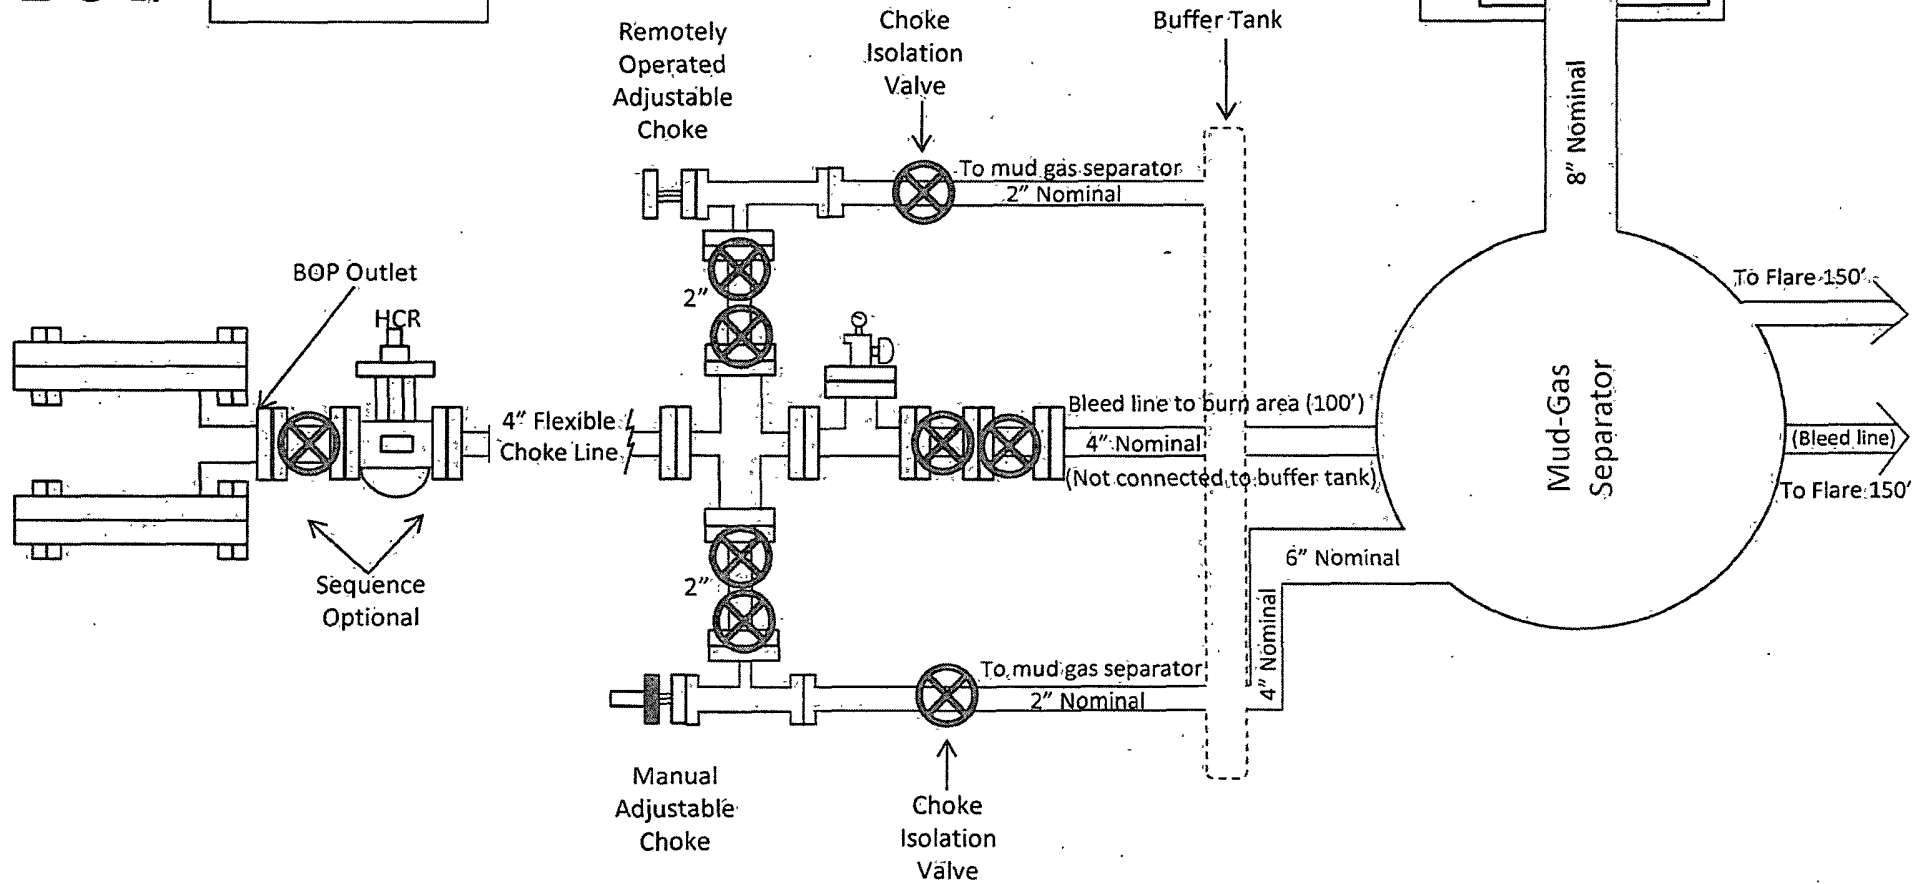 Remotely
Operated
Adjustable
Choke
Choke
Isolation
Valve
Buffer Tank
8" Nominal
To mud gas separator
2" Nominal
BOP Outlet
HCR
2"
To Flare 150'
4" Flexible
Choke Line
Bleed line to burn area (100')
4" Nominal
(Not connected to buffer tank)
Mud-Gas
Separator
(Bleed line)
To Flare 150'
Sequence
Optional
2"
6" Nominal
4" Nominal
To mud gas separator
2" Nominal
Manual
Adjustable
Choke
Choke
Isolation
Valve